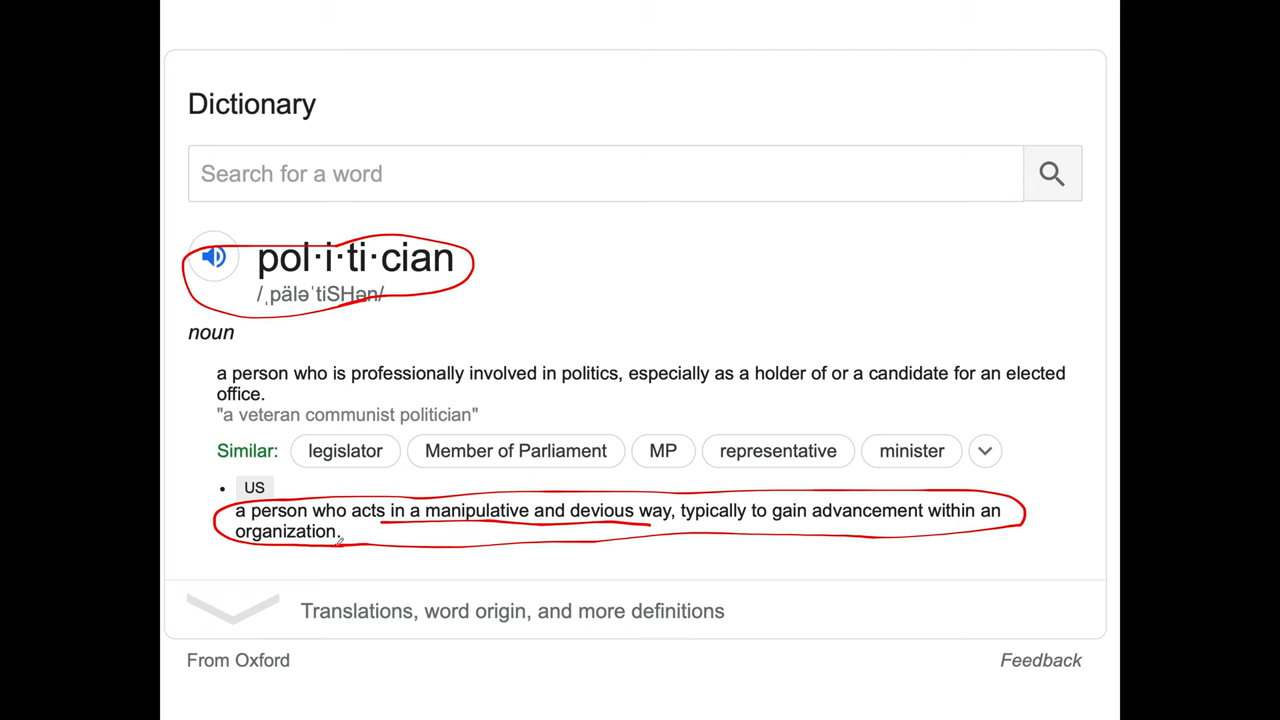 Dictionary
Search for a word
pol·i·ti·cian
/ˌpäləˈtiSHən/
noun
a person who is professionally involved in politics, especially as a holder of or a candidate for an elected
office.
"a veteran communist politician"
Similar: legislator Member of Parliament MP representative minister
• US
a person who acts in a manipulative and devious way, typically to gain advancement within an
organization.
Translations, word origin, and more definitions
From Oxford Feedback